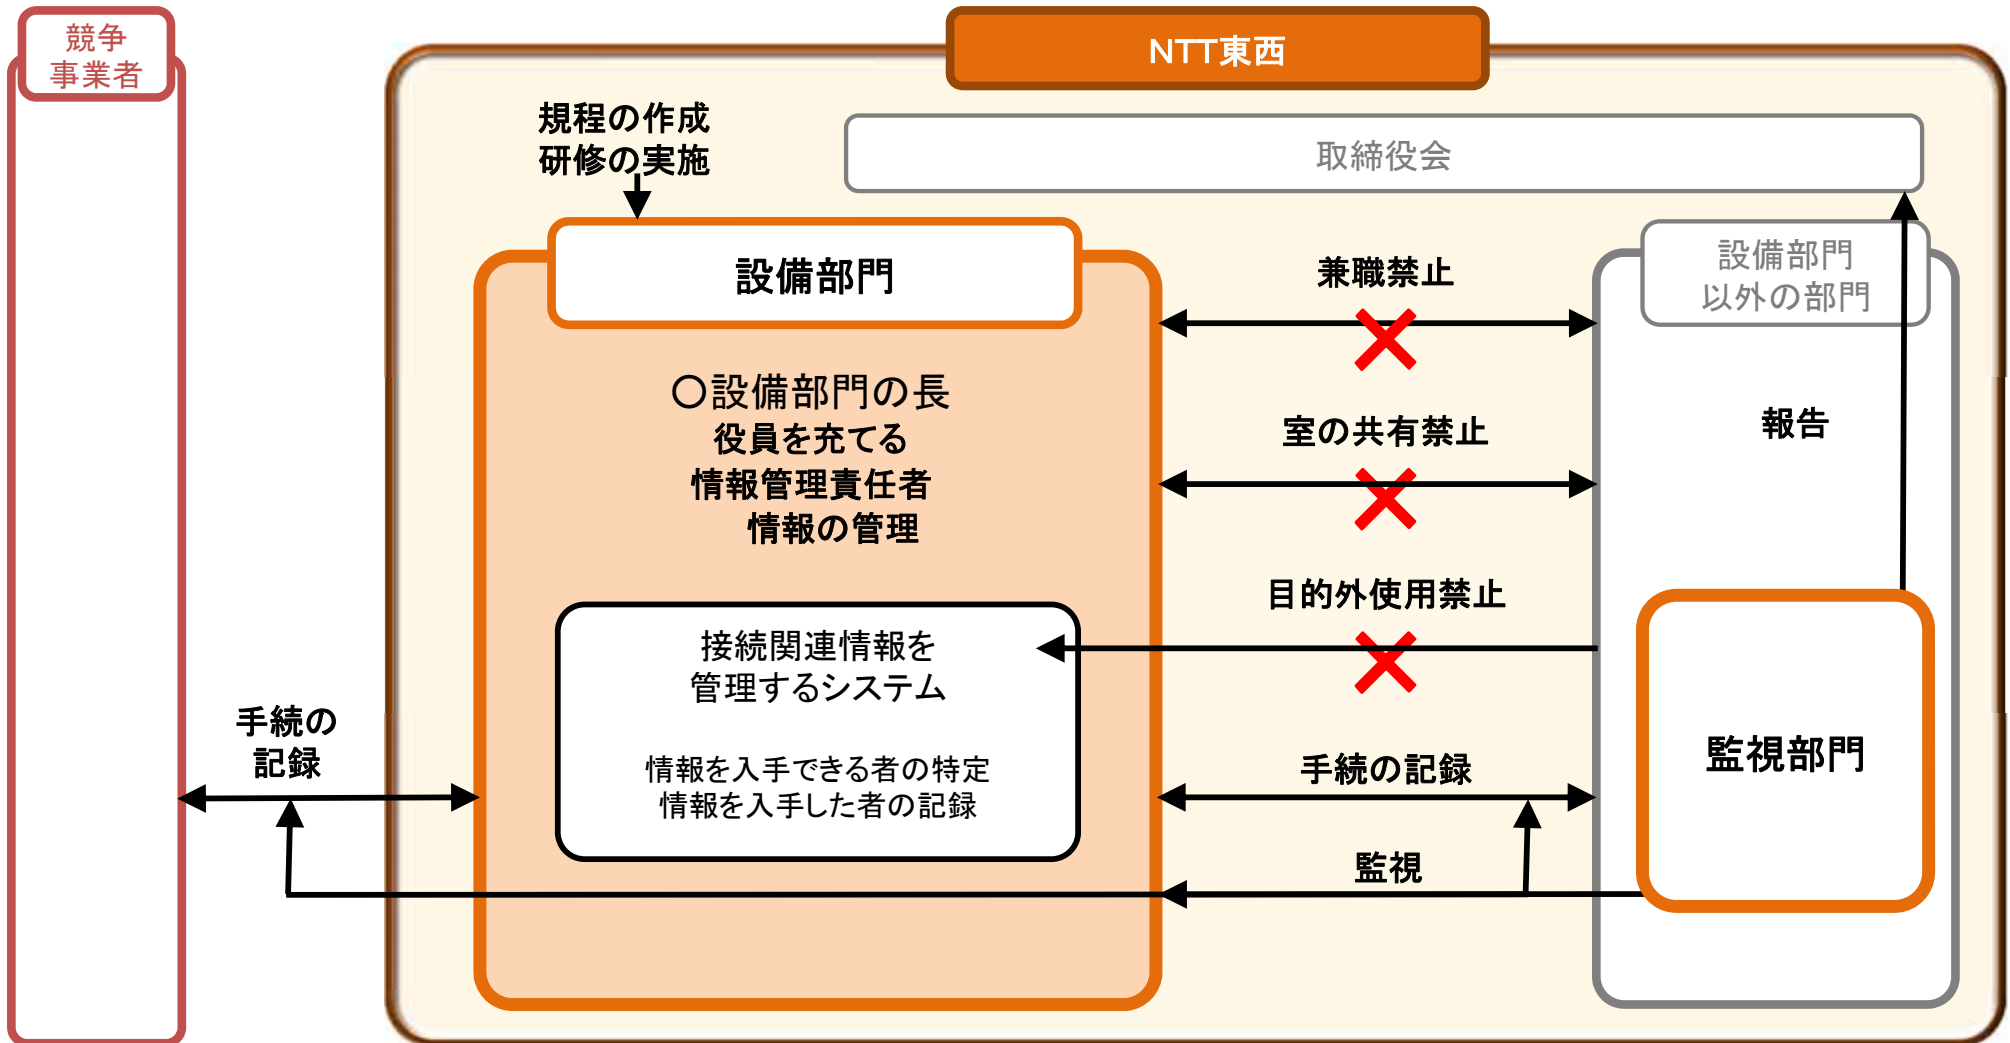 競争
事業者
NTT東西
規程の作成
研修の実施
取締役会
設備部門
設備部門
以外の部門
兼職禁止
〇設備部門の長
役員を充てる
情報管理責任者
情報の管理
室の共有禁止
報告
目的外使用禁止
接続関連情報を
管理するシステム
情報を入手できる者の特定
情報を入手した者の記録
手続の
記録
手続の記録
監視部門
監視